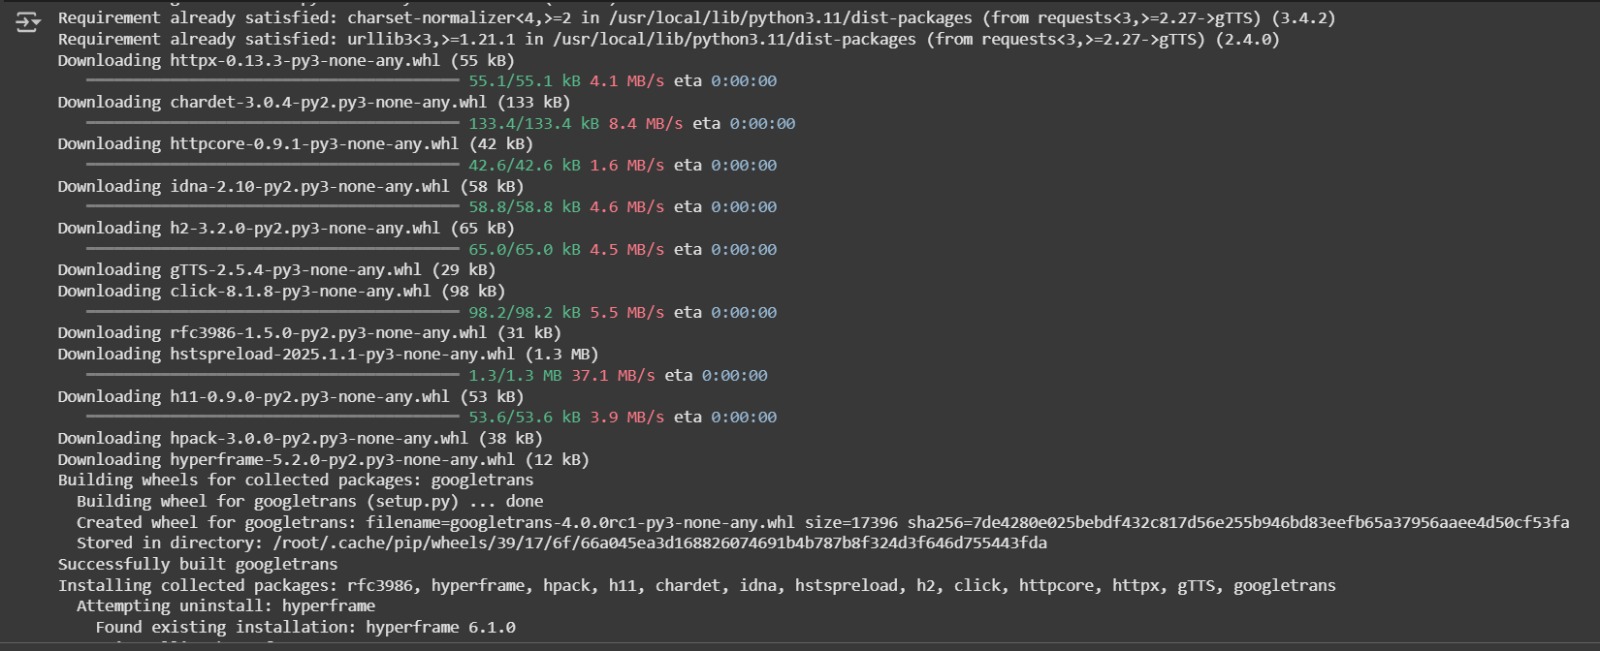 Requirement already satisfied: charset-normalizer<4,>=2 in /usr/local/lib/python3.11/dist-packages (from requests<3,>=2.27->gTTS) (3.4.2)
Requirement already satisfied: urllib3<3,>=1.21.1 in /usr/local/lib/python3.11/dist-packages (from requests<3,>=2.27->gTTS) (2.4.0)
Downloading httpx-0.13.3-py3-none-any.whl (55 kB)
55.1/55.1 kB 4.1 MB/s eta 0:00:00
Downloading chardet-3.0.4-py2.py3-none-any.whl (133 kB)
133.4/133.4 kB 8.4 MB/s eta 0:00:00
Downloading httpcore-0.9.1-py3-none-any.whl (42 kB)
42.6/42.6 kB 1.6 MB/s eta 0:00:00
Downloading idna-2.10-py2.py3-none-any.whl (58 kB)
58.8/58.8 kB 4.6 MB/s eta 0:00:00
Downloading h2-3.2.0-py2.py3-none-any.whl (65 kB)
65.0/65.0 kB 4.5 MB/s eta 0:00:00
Downloading gTTS-2.5.4-py3-none-any.whl (29 kB)
Downloading click-8.1.8-py3-none-any.whl (98 kB)
98.2/98.2 kB 5.5 MB/s eta 0:00:00
Downloading rfc3986-1.5.0-py2.py3-none-any.whl (31 kB)
Downloading hstspreload-2025.1.1-py3-none-any.whl (1.3 MB)
1.3/1.3 MB 37.1 MB/s eta 0:00:00
Downloading h11-0.9.0-py2.py3-none-any.whl (53 kB)
53.6/53.6 kB 3.9 MB/s eta 0:00:00
Downloading hpack-3.0.0-py2.py3-none-any.whl (38 kB)
Downloading hyperframe-5.2.0-py2.py3-none-any.whl (12 kB)
Building wheels for collected packages: googletrans
Building wheel for googletrans (setup.py) ... done
Created wheel for googletrans: filename=googletrans-4.0.0rc1-py3-none-any.whl size=17396 sha256=7de4280e025bebdf432c817d56e255b946bd83eefb65a37956aaee4d50cf53fa
Stored in directory: /root/.cache/pip/wheels/39/17/6f/66a045ea3d168826074691b4b787b8f324d3f646d755443fda
Successfully built googletrans
Installing collected packages: rfc3986, hyperframe, hpack, h11, chardet, idna, hstspreload, h2, click, httpcore, httpx, gTTS, googletrans
Attempting uninstall: hyperframe
Found existing installation: hyperframe 6.1.0